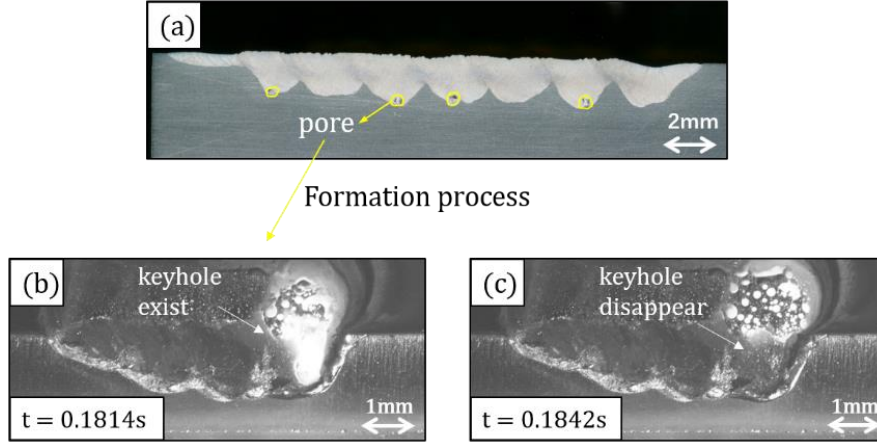 (a)
pore
2mm
Formation process
(b)
keyhole
exist
t = 0.1814s
1mm
(c)
keyhole
disappear
t = 0.1842s
1mm